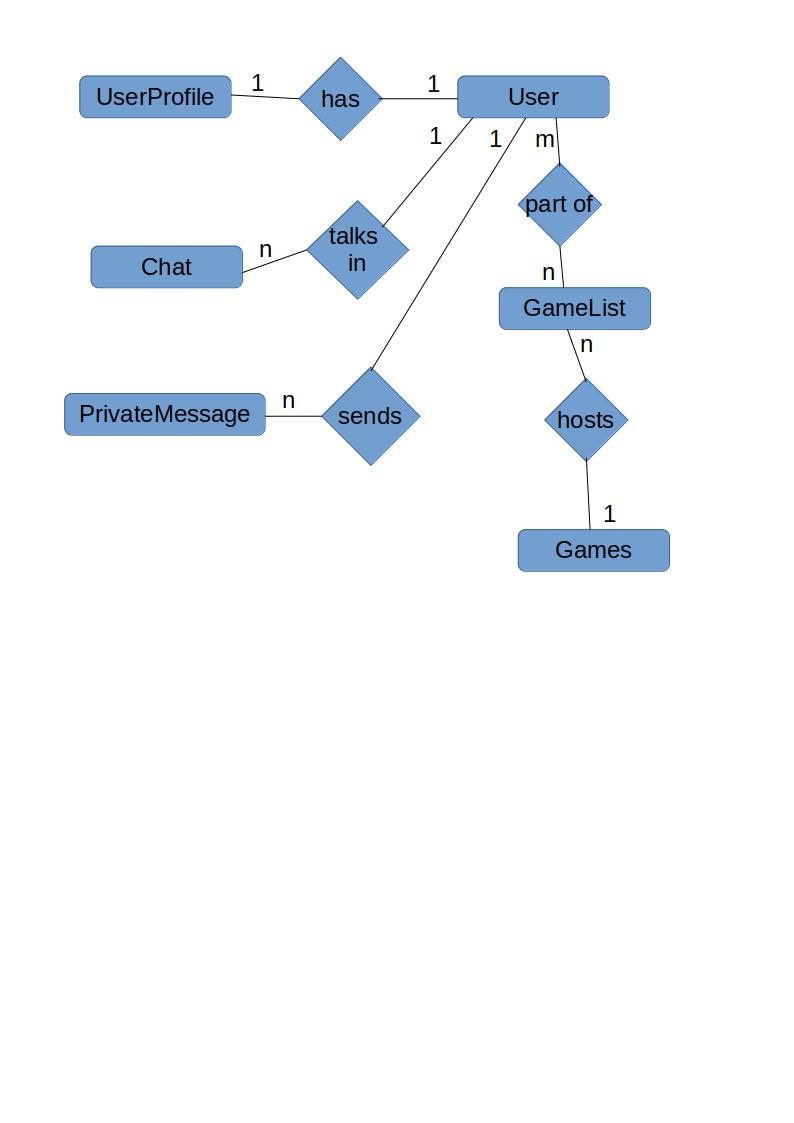 UserProfile
1
has
1
User
1
1
m
talks
in
part of
Chat
n
n
GameList
n
PrivateMessage
n
sends
hosts
1
Games